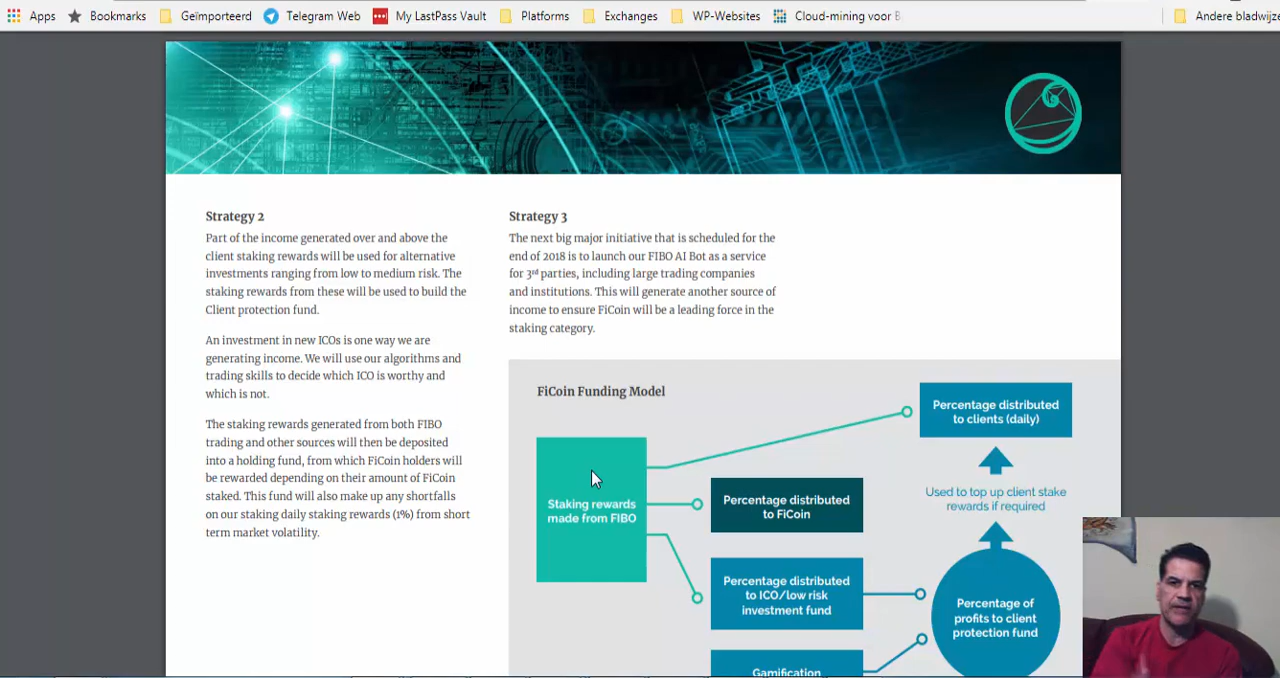 Apps
Bookmarks
Geïmporteerd
Telegram Web
My LastPass Vault
Platforms
Exchanges
WP-Websites
Cloud-mining voor B
Andere bladwijze
Strategy 2
Part of the income generated over and above the
client staking rewards will be used for alternative
investments ranging from low to medium risk. The
staking rewards from these will be used to build the
Client protection fund.
An investment in new ICOs is one way we are
generating income. We will use our algorithms and
trading skills to decide which ICO is worthy and
which is not.
The staking rewards generated from both FIBO
trading and other sources will then be deposited
into a holding fund, from which FiCoin holders will
be rewarded depending on their amount of FiCoin
staked. This fund will also make up any shortfalls
on our staking daily staking rewards (1%) from short
term market volatility.
Strategy 3
The next big major initiative that is scheduled for the
end of 2018 is to launch our FIBO AI Bot as a service
for 3rd parties, including large trading companies
and institutions. This will generate another source of
income to ensure FiCoin will be a leading force in the
staking category.
FiCoin Funding Model
Percentage distributed
to clients (daily)
Staking rewards
made from FIBO
Percentage distributed
to FiCoin
Used to top up client stake
rewards if required
Percentage distributed
to ICO/low risk
investment fund
Percentage of
profits to client
protection fund
Gamification